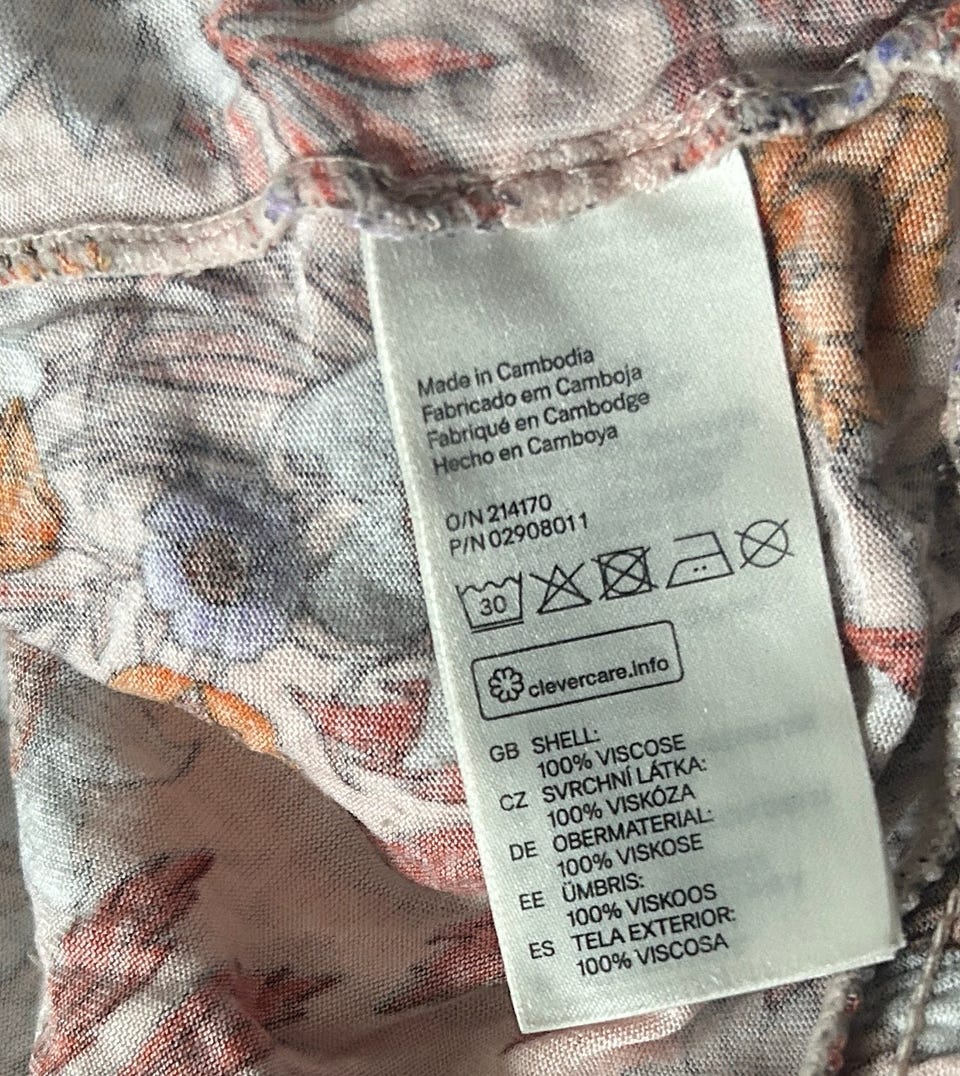 Made in Cambodia
Fabricado em Camboja
Fabriqué en Cambodge
Hecho en Camboya
O/N 214170
P/N 02908011
30
clevercare.info
GB SHELL:
100% VISCOSE
CZ SVRCHNÍ LÁTKA:
100% VISKÓZA
DE OBERMATERIAL:
100% VISKOSE
EE ÜMBRIS:
100% VISKOOS
ES TELA EXTERIOR:
100% VISCOSA